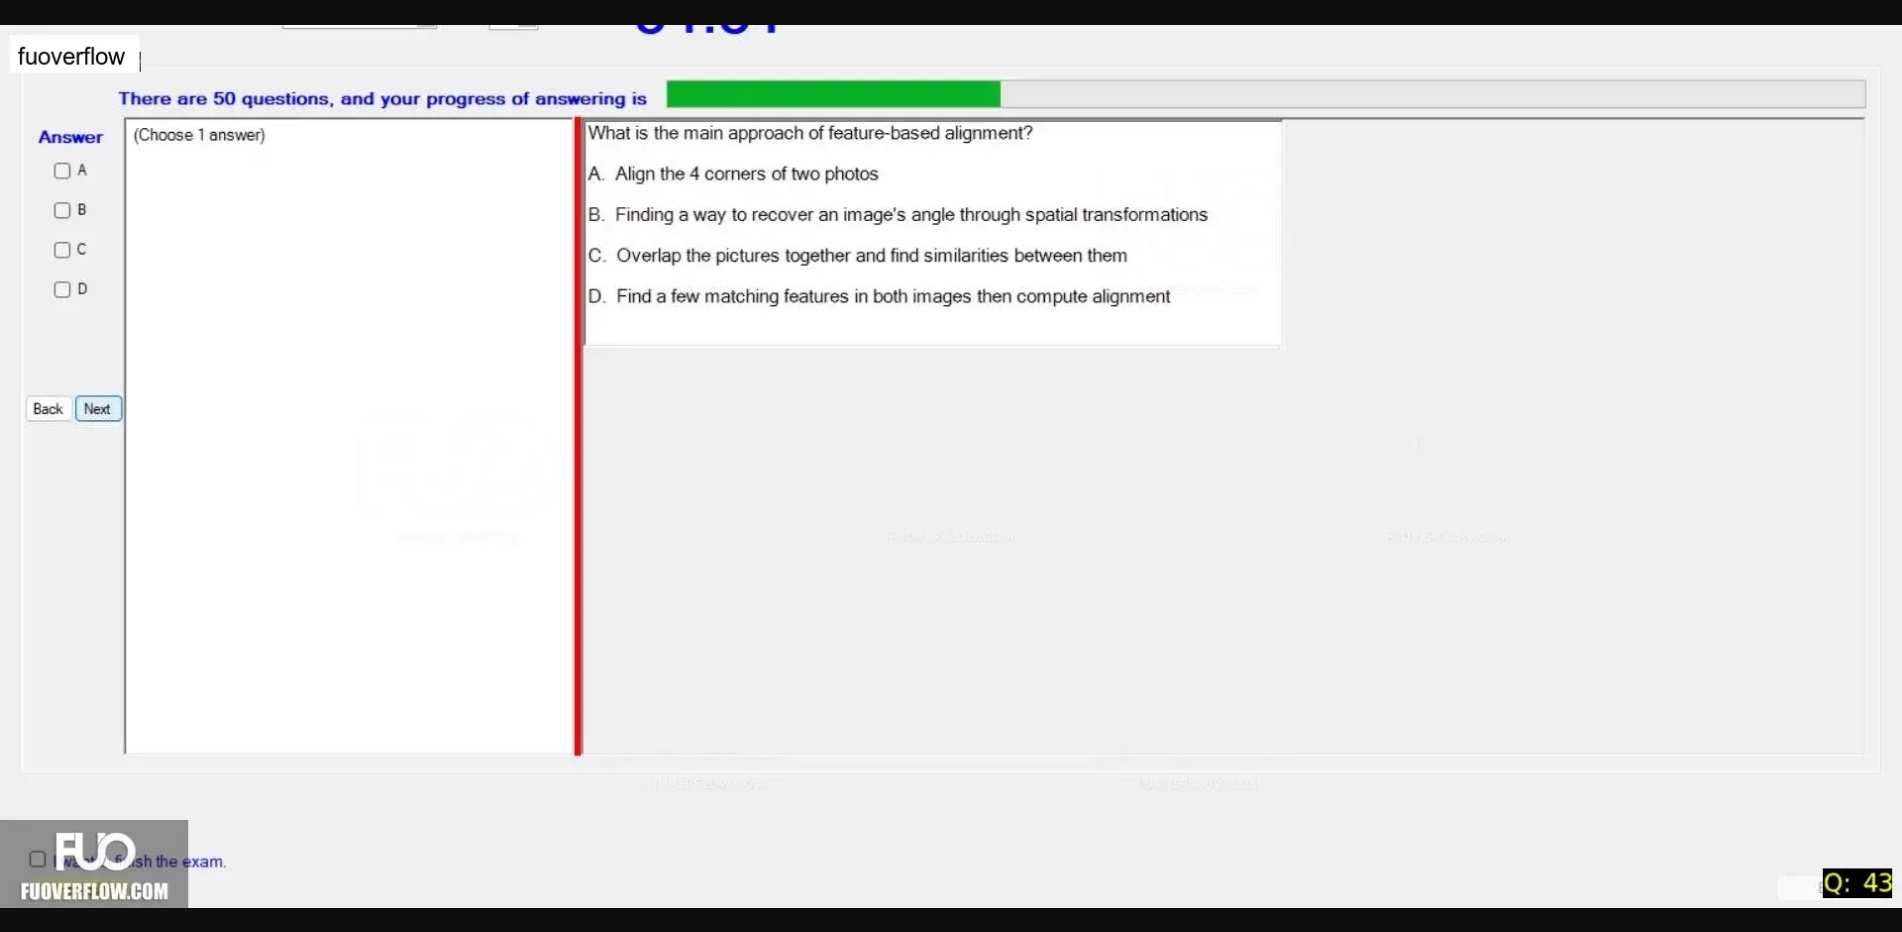 fuoverflow
There are 50 questions, and your progress of answering is
Answer
(Choose 1 answer)
A
B
C
D
Back
Next
What is the main approach of feature-based alignment?
A. Align the 4 corners of two photos
B. Finding a way to recover an image's angle through spatial transformations
C. Overlap the pictures together and find similarities between them
D. Find a few matching features in both images then compute alignment
the exam.
FUO
FUOVERFLOW.COM
Q: 43